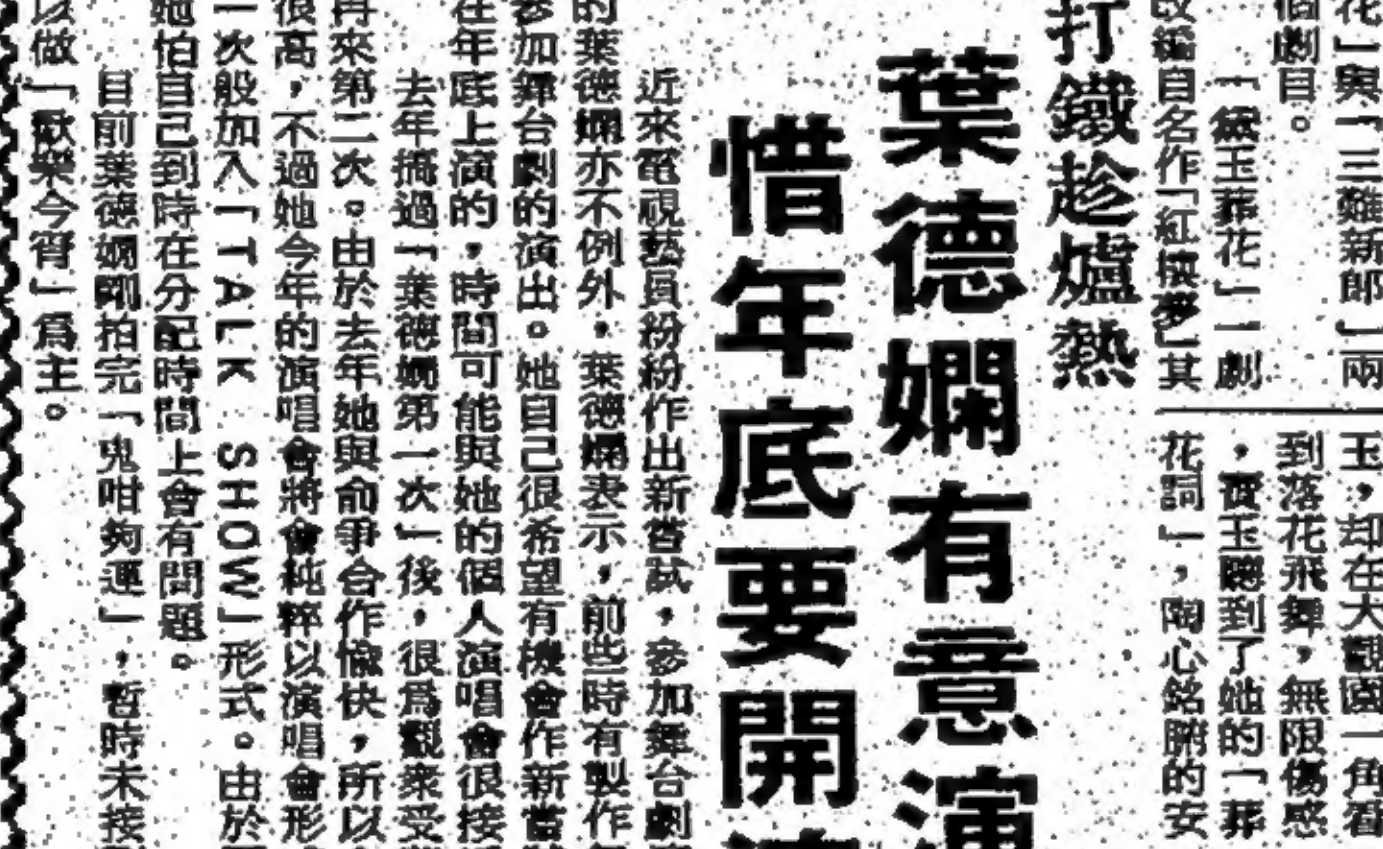 花」與「三難新郎」兩
個劇目。
「黛玉葬花」一劇
改編自名作「紅樓夢」其
玉，却在大觀園一角看
到落花飛舞，無限傷感
，寶玉聽到了她的「葬
花詞」，陶心銘腑的安
打鐵趁爐熱
葉德嫻有意演
惜年底要開
近來電視藝員紛紛作出新嘗試，參加舞台劇
的葉德嫻亦不例外，葉德嫻表示，前些時有製作
參加舞台劇的演出。她自己很希望有機會作新嘗
在年底上演的，時間可能與她的個人演唱會很接
去年搞過「葉德嫻第一次」後，很爲觀衆受
再來第二次。由於去年她與俞琤合作愉快，所以
很高，不過她今年的演唱會將會純粹以演唱會形
一次般加入「TALK SHOW」形式。由於
她怕自己到時在分配時間上會有問題。
目前葉德嫻剛拍完「鬼咁夠運」，暫時未接
以做「歡樂今宵」爲主。